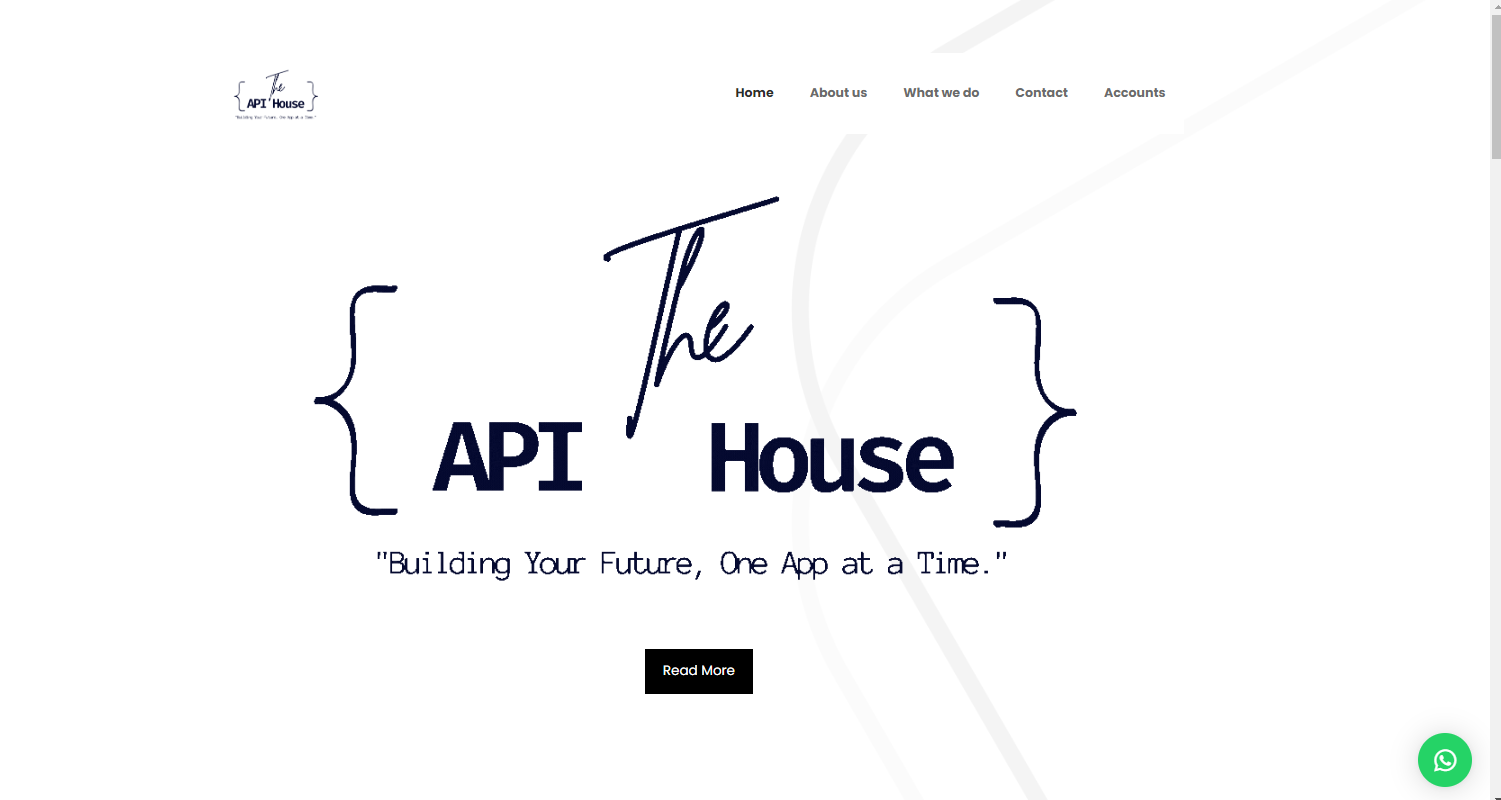 The
API House
"Building Your Future, One App at a Time."
Home About us What we do Contact Accounts
The
API House
"Building Your Future, One App at a Time."
Read More